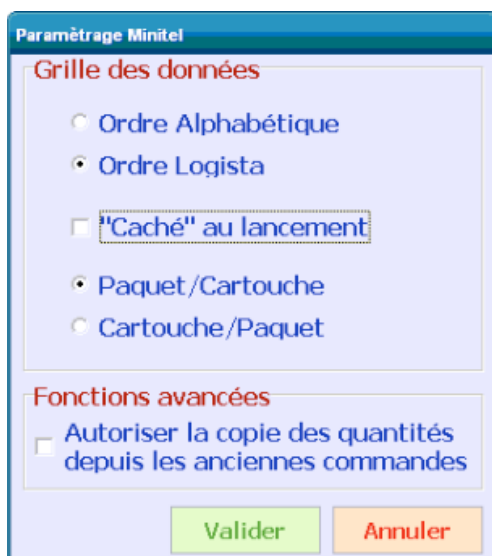 Paramètrage Minitel
Grille des données
Ordre Alphabétique
Ordre Logista
"Caché" au lancement
Paquet/Cartouche
Cartouche/Paquet
Fonctions avancées
Autoriser la copie des quantités
depuis les anciennes commandes
Valider
Annuler